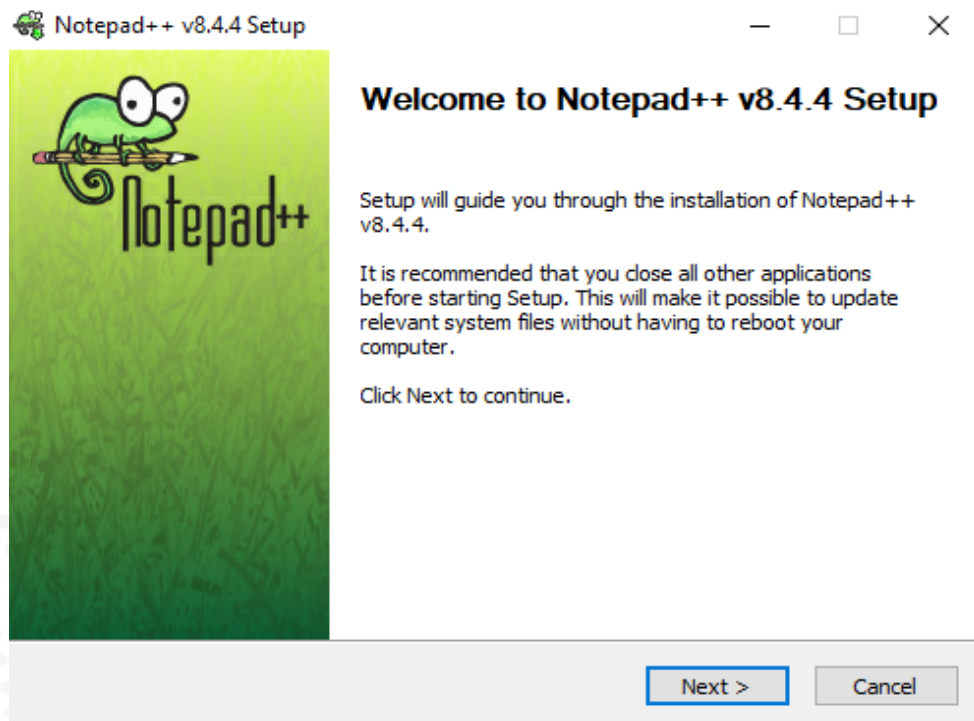 Notepad++ v8.4.4 Setup
Notepad++
Welcome to Notepad++ v8.4.4 Setup
Setup will guide you through the installation of Notepad++
v8.4.4.
It is recommended that you close all other applications
before starting Setup. This will make it possible to update
relevant system files without having to reboot your
computer.
Click Next to continue.
Next >
Cancel